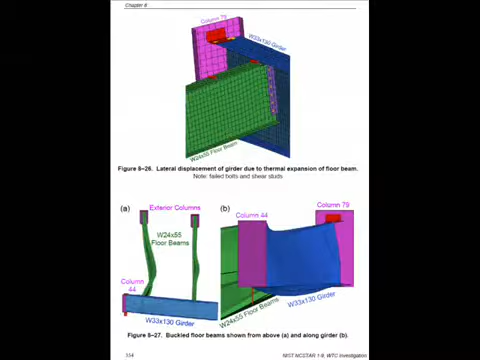 Chapter 8
Column 79
W33x130 Girder
W24x55 Floor Beam
Figure 8–26. Lateral displacement of girder due to thermal expansion of floor beam.
Note: failed bolts and shear studs
(a)
Exterior Columns
W24x55
Floor Beams
Column
44
W33x130 Girder
(b)
Column 79
Column 44
W33x130 Girder
W24x55 Floor Beams
Figure 8–27. Buckled floor beams shown from above (a) and along girder (b).
334
NIST NCSTAR 1-9, WTC Investigation